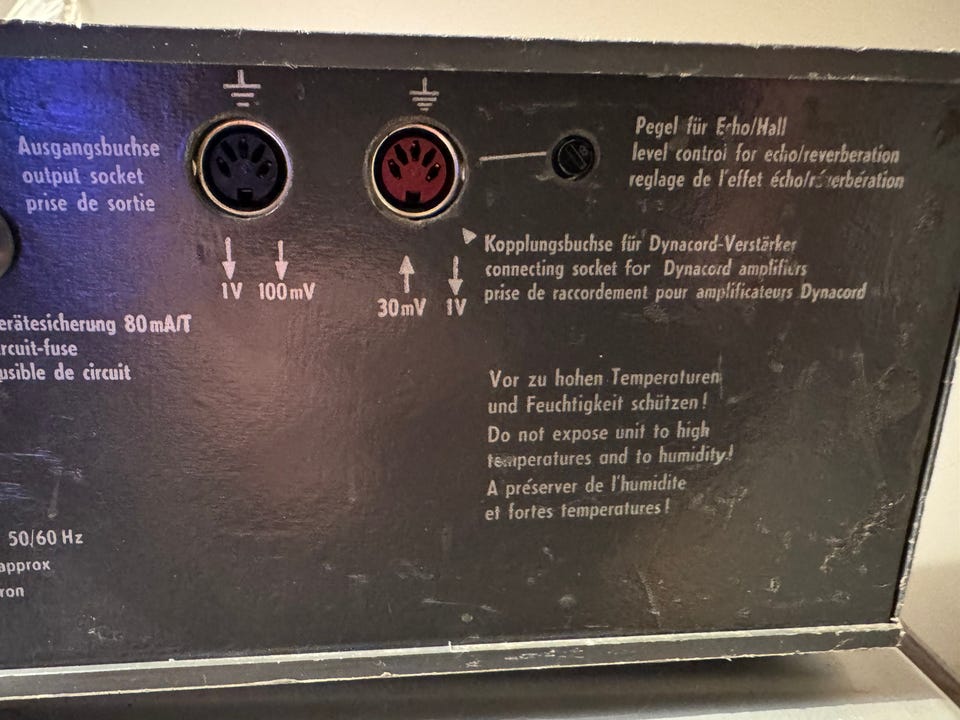 Ausgangsbuchse
output socket
prise de sortie
1V 100mV
30mV 1V
Pegel für Echo/Hall
level control for echo/reverberation
reglage de l'effet écho/réverbération
Kopplungsbuchse für Dynacord-Verstärker
connecting socket for Dynacord amplifiers
prise de raccordement pour amplificateurs Dynacord
erätesicherung 80mA/T
rcuit-fuse
usible de circuit
Vor zu hohen Temperaturen
und Feuchtigkeit schützen!
Do not expose unit to high
temperatures and to humidity!
A préserver de l'humidite
et fortes temperatures!
50/60 Hz
approx
ron